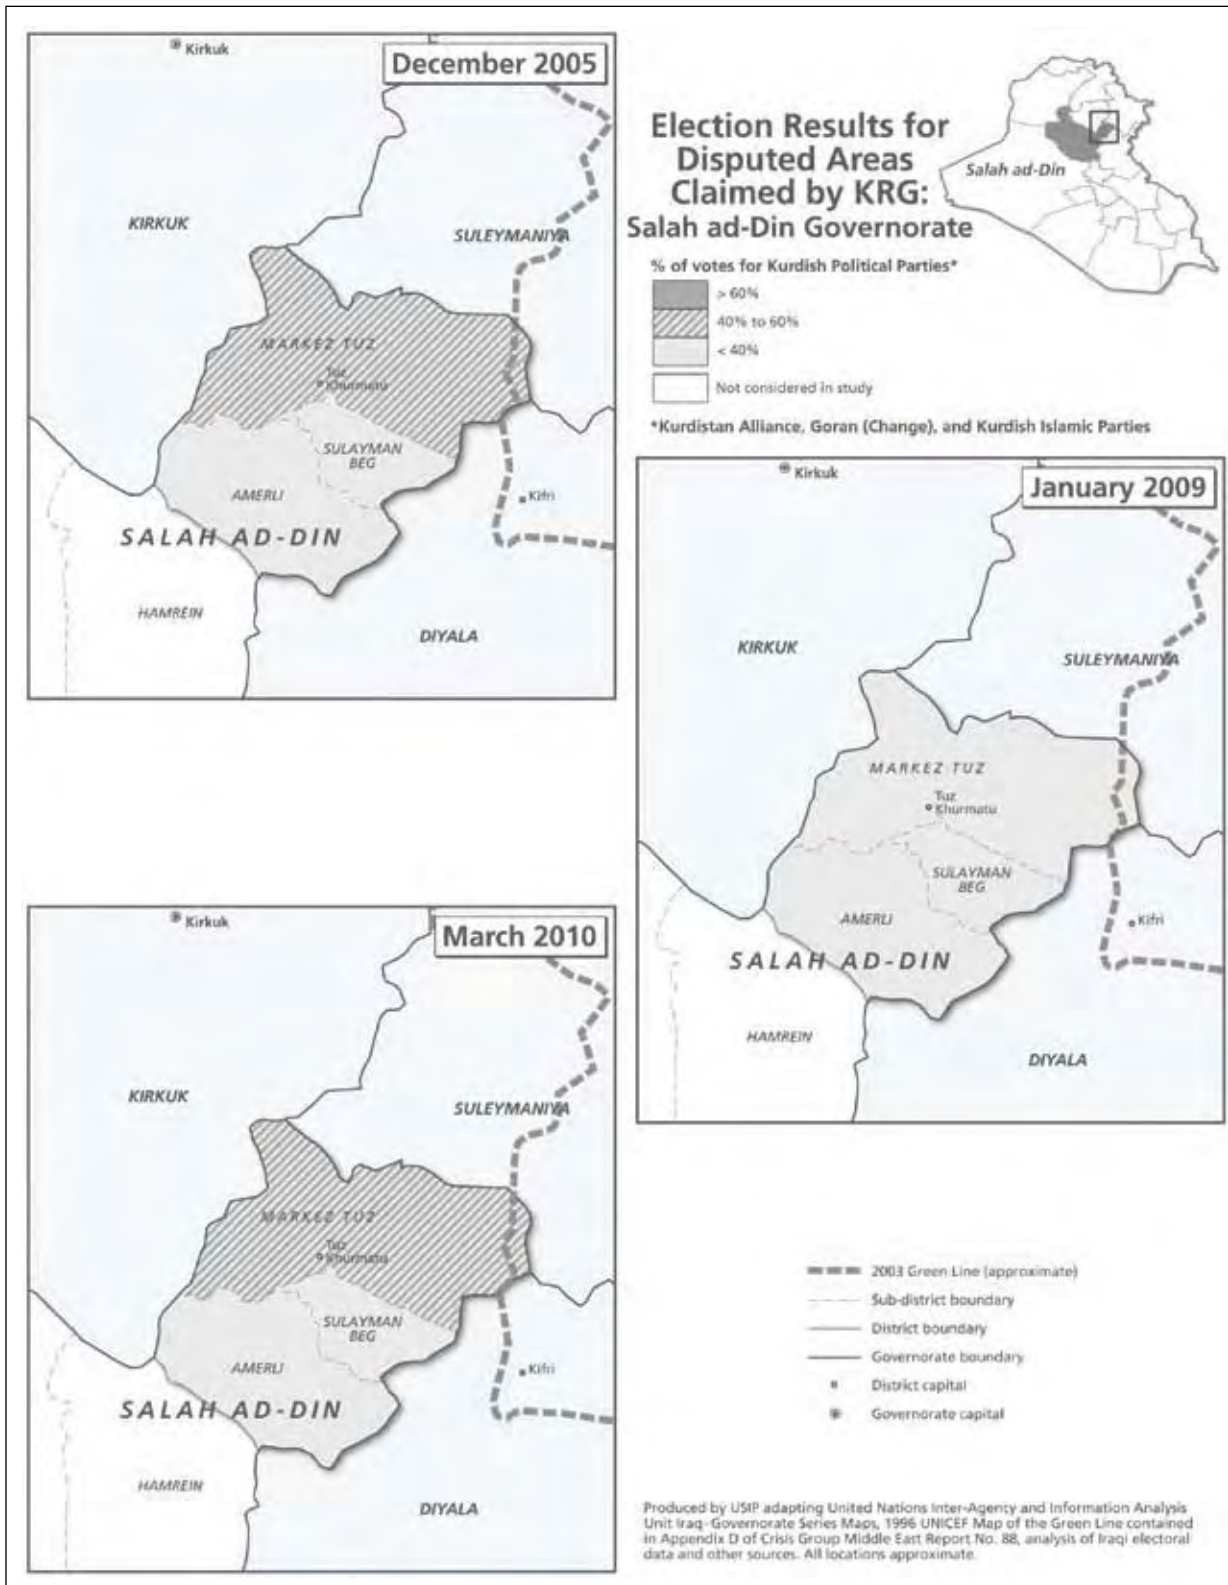 Kirkuk
December 2005
KIRKUK
SULEYMANIYA
MARKEZ TUZ
Tuz
Khurmatu
SULAYMAN
BEG
AMERLI
Kifri
SALAH AD-DIN
HAMREIN
DIYALA
Election Results for
Disputed Areas
Claimed by KRG:
Salah ad-Din Governorate
Salah ad-Din
% of votes for Kurdish Political Parties*
> 60%
40% to 60%
< 40%
Not considered in study
*Kurdistan Alliance, Goran (Change), and Kurdish Islamic Parties
Kirkuk
January 2009
KIRKUK
SULEYMANIYA
MARKEZ TUZ
Tuz
Khurmatu
SULAYMAN
BEG
AMERLI
Kifri
SALAH AD-DIN
HAMREIN
DIYALA
Kirkuk
March 2010
KIRKUK
SULEYMANIYA
MARKEZ TUZ
Tuz
Khurmatu
SULAYMAN
BEG
AMERLI
Kifri
SALAH AD-DIN
HAMREIN
DIYALA
2003 Green Line (approximate)
Sub-district boundary
District boundary
Governorate boundary
District capital
Governorate capital
Produced by USIP adapting United Nations Inter-Agency and Information Analysis
Unit Iraq-Governorate Series Maps, 1996 UNICEF Map of the Green Line contained
in Appendix D of Crisis Group Middle East Report No. 88, analysis of Iraqi electoral
data and other sources. All locations approximate.